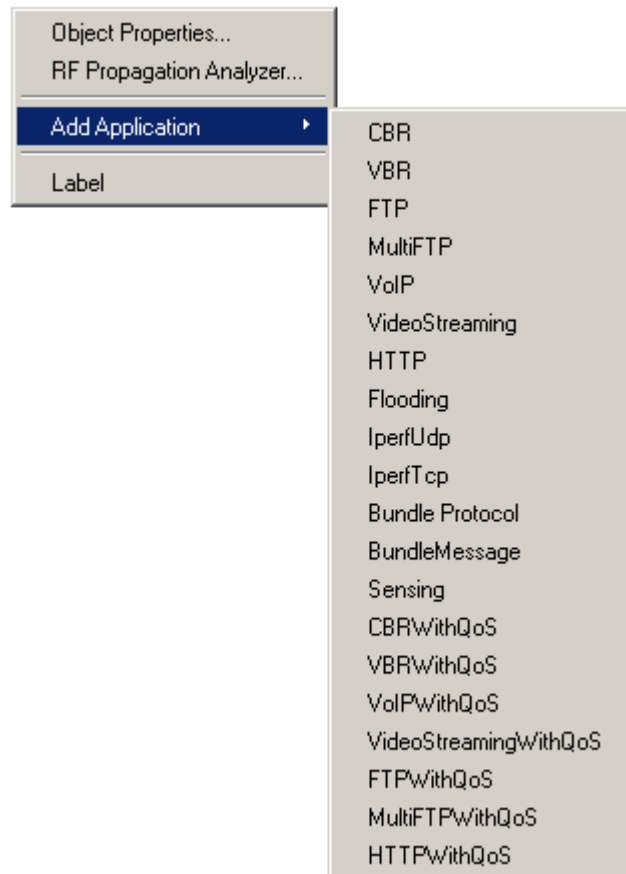 Object Properties...
RF Propagation Analyzer...
Add Application
Label
CBR
VBR
FTP
MultiFTP
VoIP
VideoStreaming
HTTP
Flooding
IperfUdp
IperfTcp
Bundle Protocol
BundleMessage
Sensing
CBRWithQoS
VBRWithQoS
VoIPWithQoS
VideoStreamingWithQoS
FTPWithQoS
MultiFTPWithQoS
HTTPWithQoS